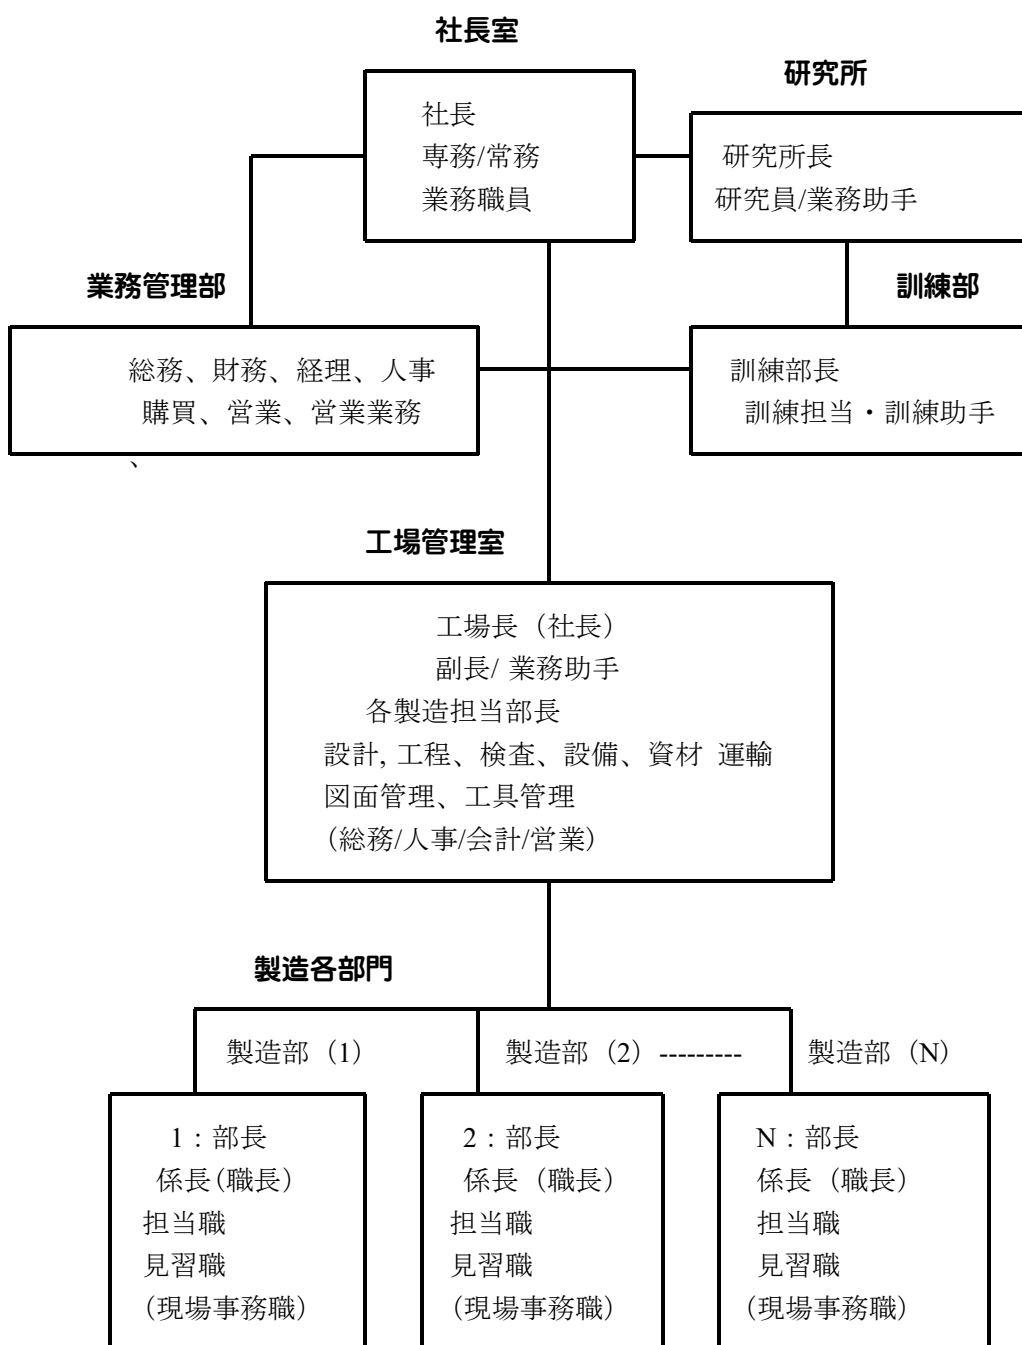 社長室
研究所
社長
専務/常務
業務職員
研究所長
研究員/業務助手
業務管理部
訓練部
総務、財務、経理、人事
購買、営業、営業業務
、
訓練部長
訓練担当・訓練助手
工場管理室
工場長（社長）
副長/ 業務助手
各製造担当部長
設計, 工程、検査、設備、資材 運輸
図面管理、工具管理
(総務/人事/会計/営業)
製造各部門
製造部（1） 製造部（2）--------- 製造部（N）
1：部長
係長(職長)
担当職
見習職
(現場事務職)
2：部長
係長（職長）
担当職
見習職
(現場事務職)
N：部長
係長（職長）
担当職
見習職
(現場事務職)